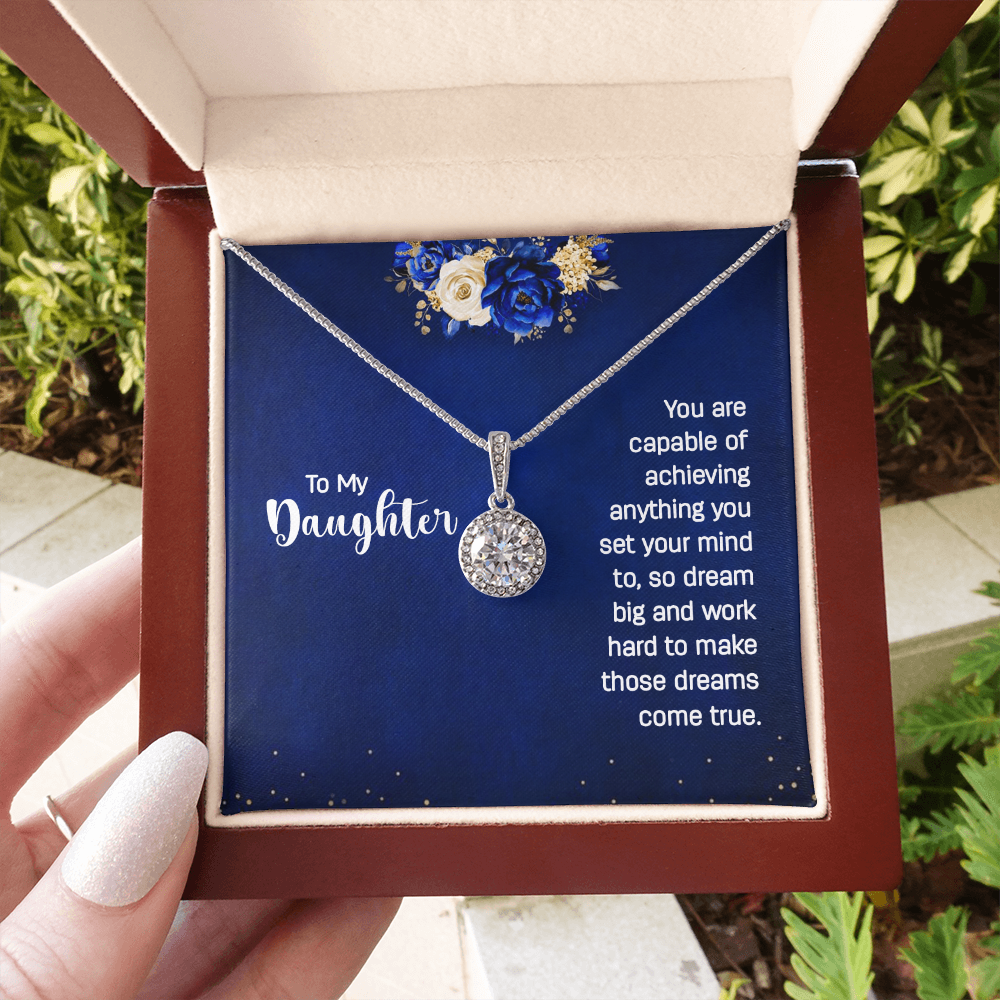 To My
Daughter
You are
capable of
achieving
anything you
set your mind
to, so dream
big and work
hard to make
those dreams
come true.